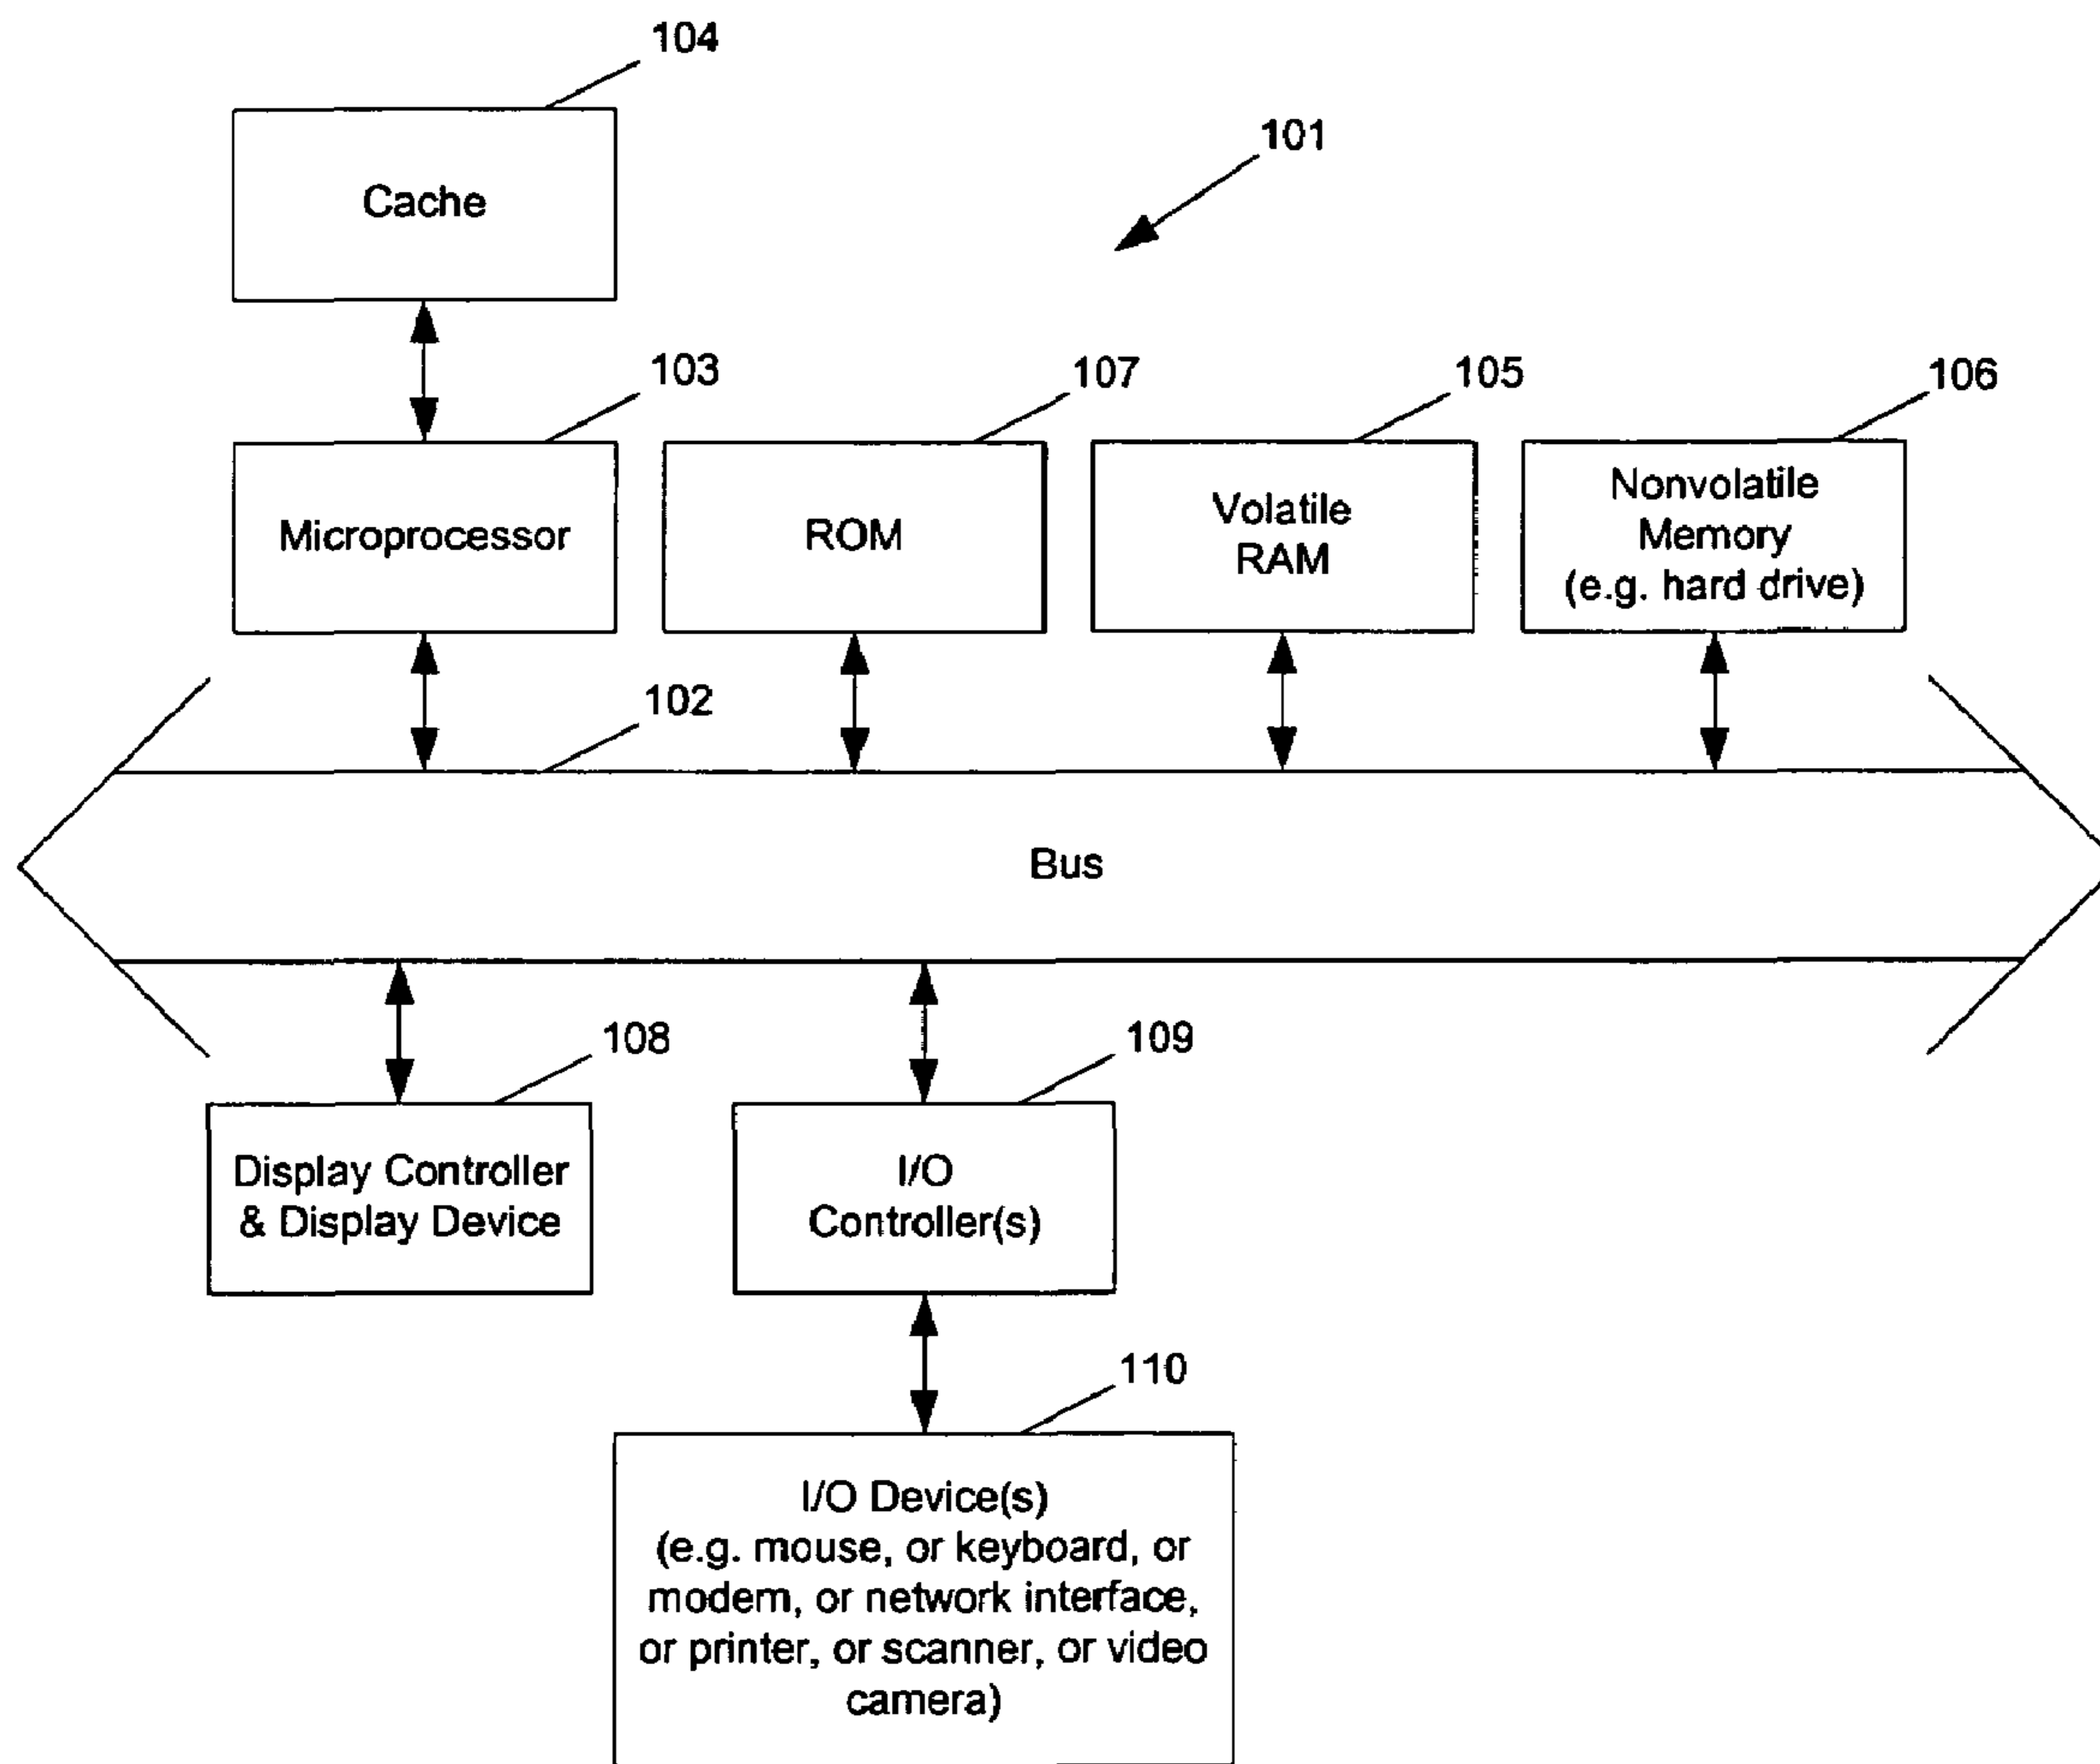 104
Cache
101
103
107
105
106
Microprocessor
ROM
Volatile
RAM
Nonvolatile
Memory
(e.g. hard drive)
102
Bus
108
109
Display Controller
& Display Device
I/O
Controller(s)
110
I/O Device(s)
(e.g. mouse, or keyboard, or
modem, or network interface,
or printer, or scanner, or video
camera)